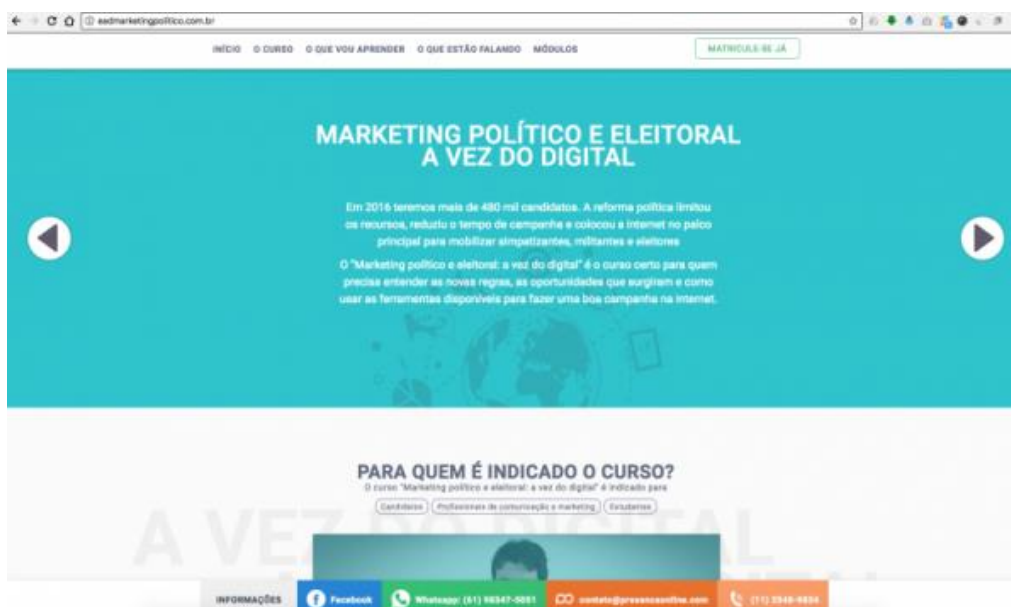 eadmarketingpolitico.com.br
INÍCIO O CURSO O QUE VOU APRENDER O QUE ESTÃO FALANDO MÓDULOS MATRICULE-SE JÁ
MARKETING POLÍTICO E ELEITORAL
A VEZ DO DIGITAL
Em 2016 teremos mais de 480 mil candidatos. A reforma política limitou
os recursos, reduziu o tempo de campanha e colocou a internet no palco
principal para mobilizar simpatizantes, militantes e eleitores
O "Marketing político e eleitoral: a vez do digital" é o curso certo para quem
precisa entender as novas regras, as oportunidades que surgiram e como
usar as ferramentas disponíveis para fazer uma boa campanha na internet.
PARA QUEM É INDICADO O CURSO?
O curso "Marketing político e eleitoral: a vez do digital" é indicado para
Candidatos Profissionais de comunicação e marketing Estudantes
A VEZ DO DIGITAL
INFORMAÇÕES Facebook Whatsapp: (61) contato@presencaonline.com (11)